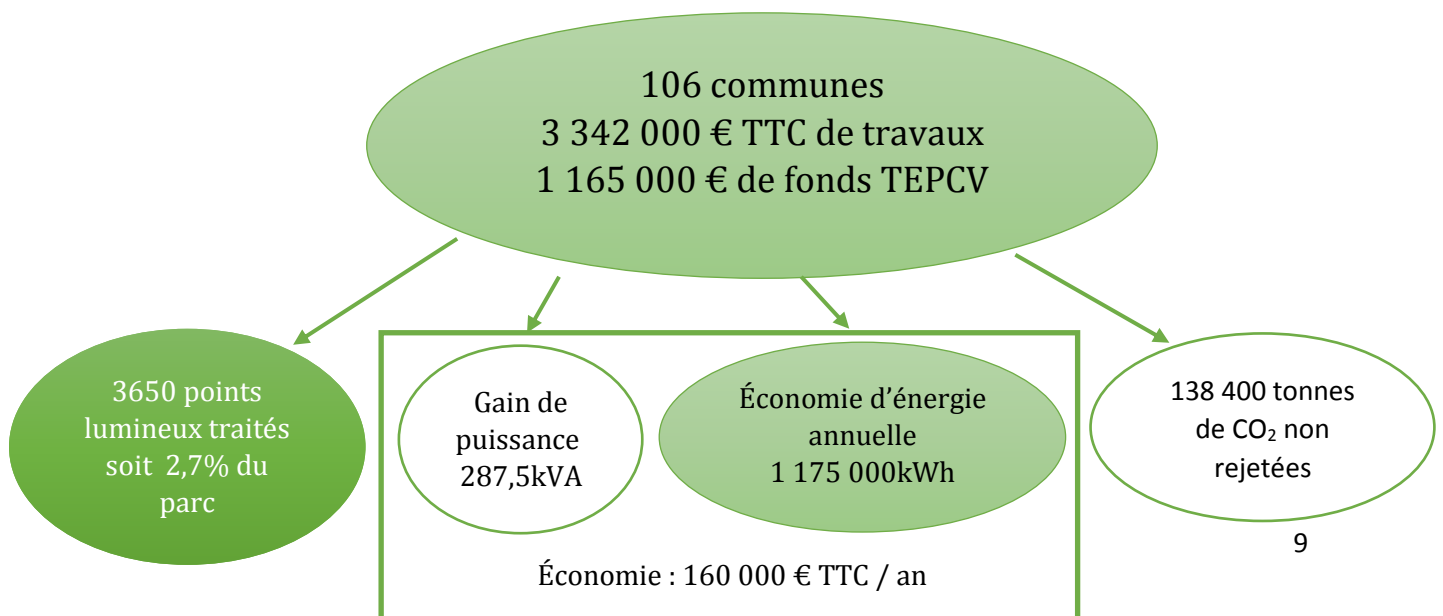 106 communes
3 342 000 € TTC de travaux
1 165 000 € de fonds TEPCV
3650 points
lumineux traités
soit 2,7% du
parc
Gain de
puissance
287,5kVA
Économie d’énergie
annuelle
1 175 000kWh
138 400 tonnes
de CO₂ non
rejetées
9
Économie : 160 000 € TTC / an